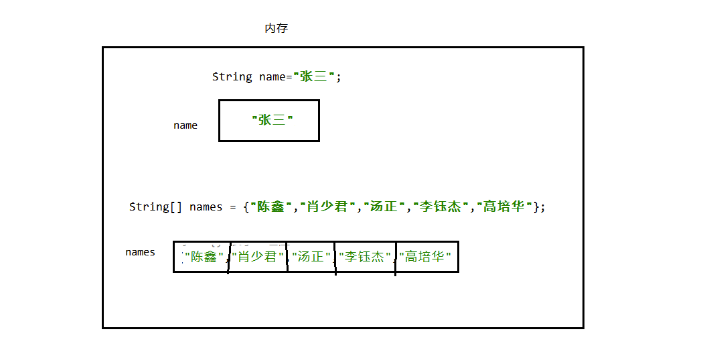 内存
String name="张三";
name "张三"
String[] names = {"陈鑫","肖少君","汤正","李钰杰","高培华"};
names "陈鑫" "肖少君" "汤正" "李钰杰" "高培华"